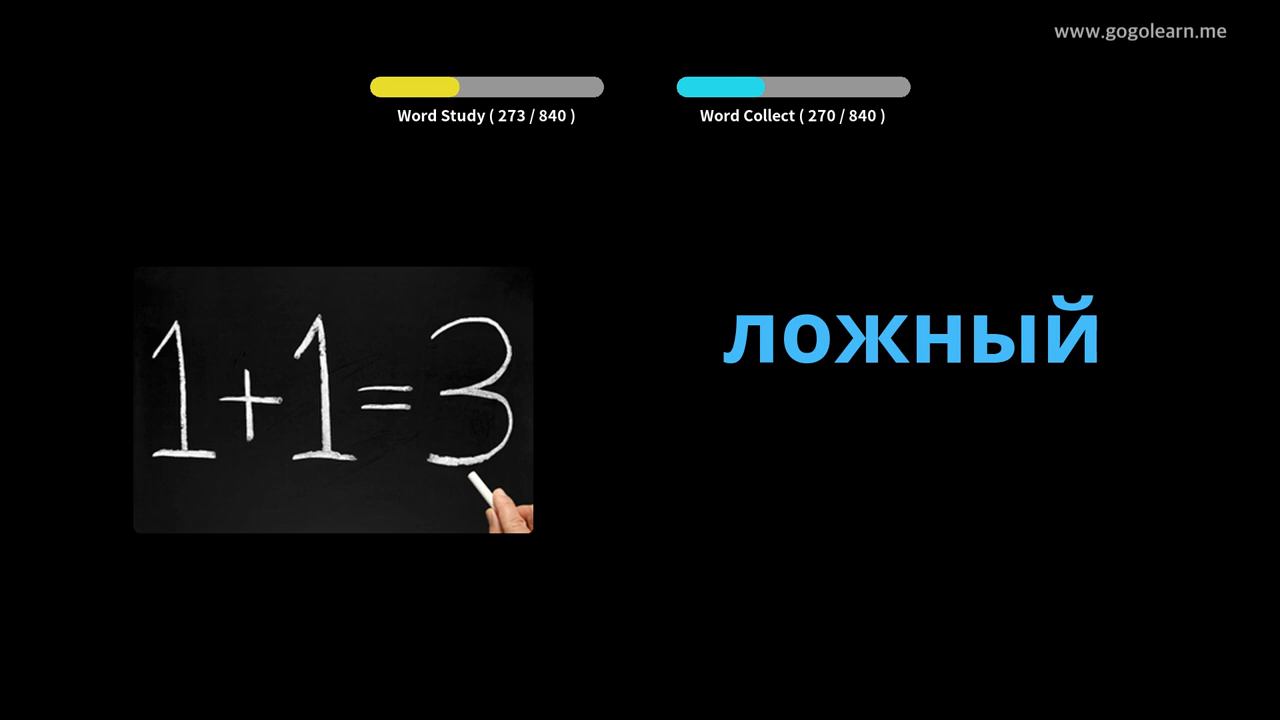 www.gogolearn.me
Word Study ( 273 / 840 )
Word Collect ( 270 / 840 )
1+1=3
ложный